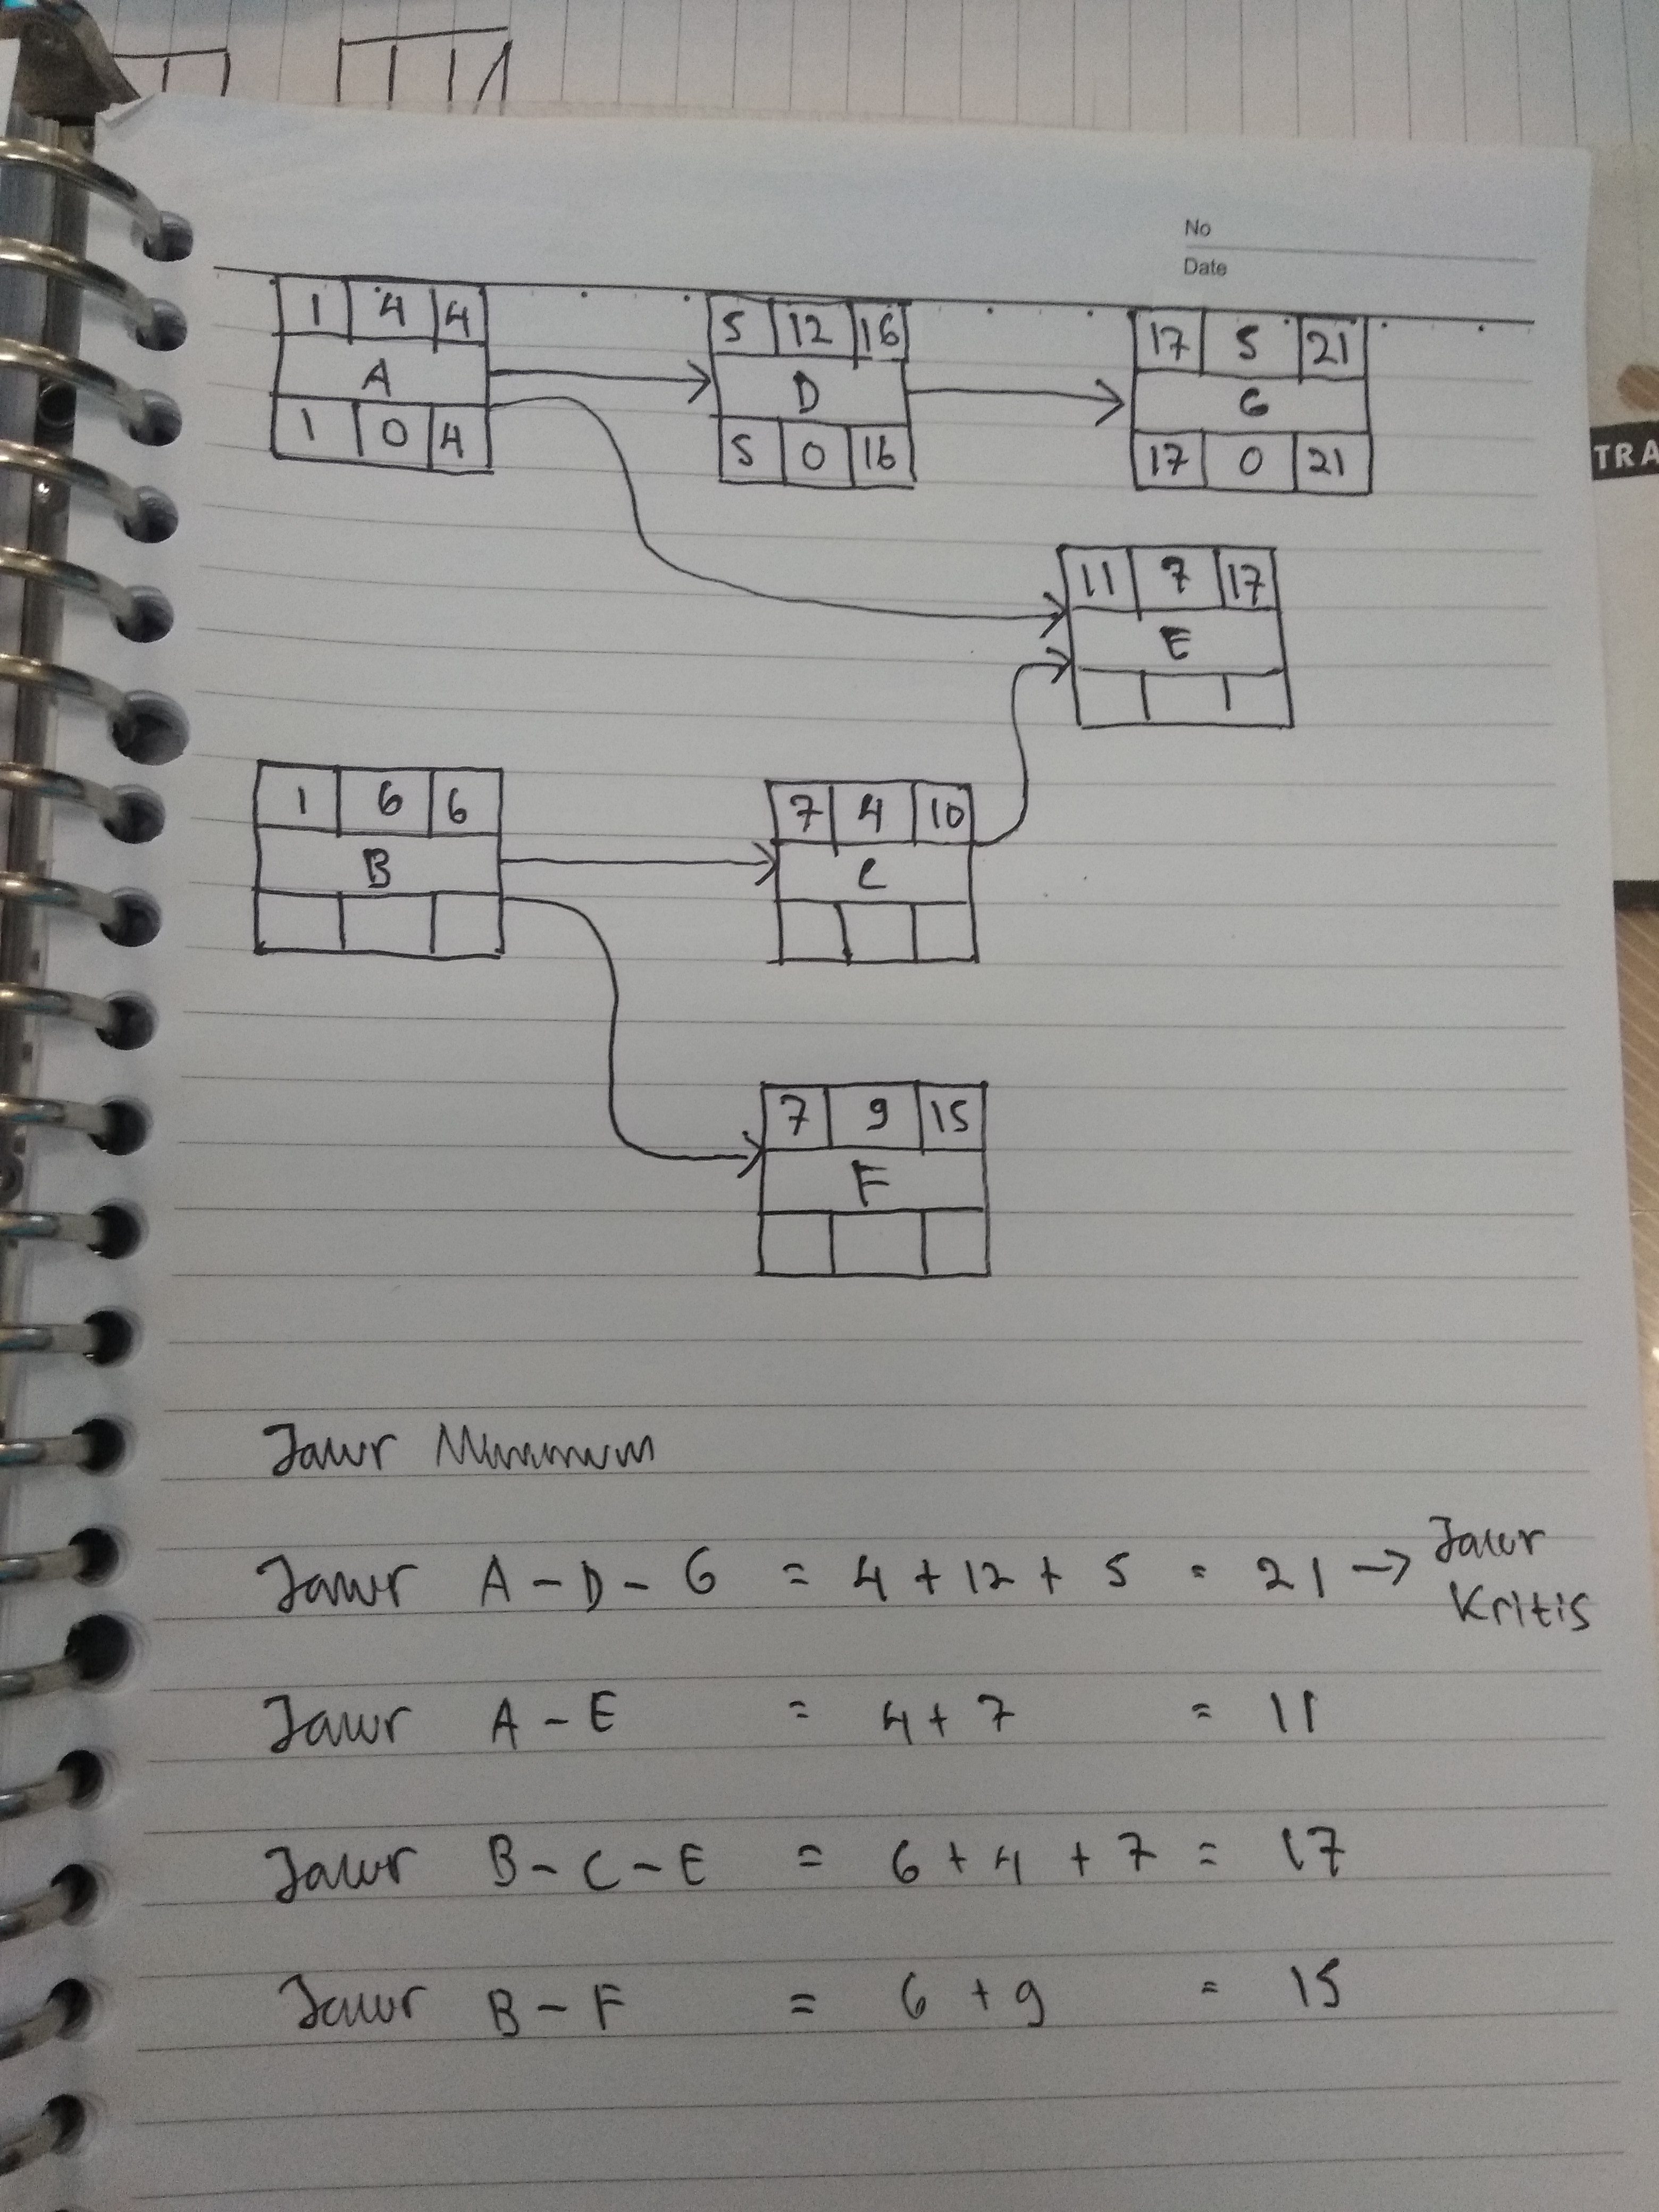 No
Date
1 4 4
A
1 0 4
5 12 16
D
5 0 16
17 5 21
G
17 0 21
TRA
11 7 17
E
1 6 6
B
7 4 10
C
7 9 15
F
Jalur Minimum
Jalur A - D - G = 4 + 12 + 5 = 21 → Jalur Kritis
Jalur A - E = 4 + 7 = 11
Jalur B - C - E = 6 + 4 + 7 = 17
Jalur B - F = 6 + 9 = 15